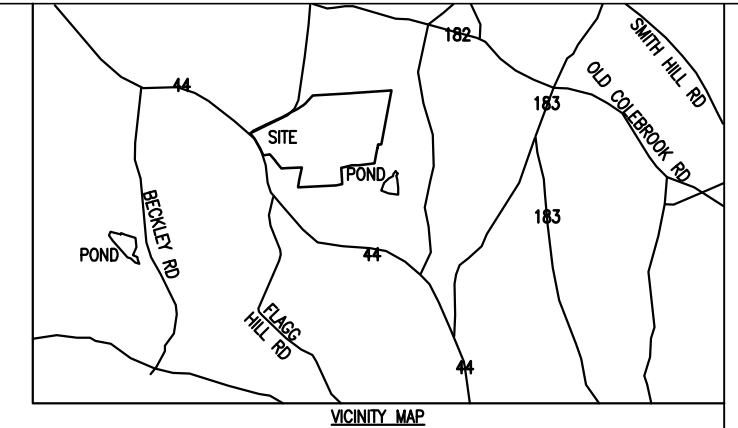 182
SMITH HILL RD
44
OLD COLEBROOK RD
183
SITE
POND
BECKLEY RD
183
POND
44
FLAGG
HILL RD
44
VICINITY MAP